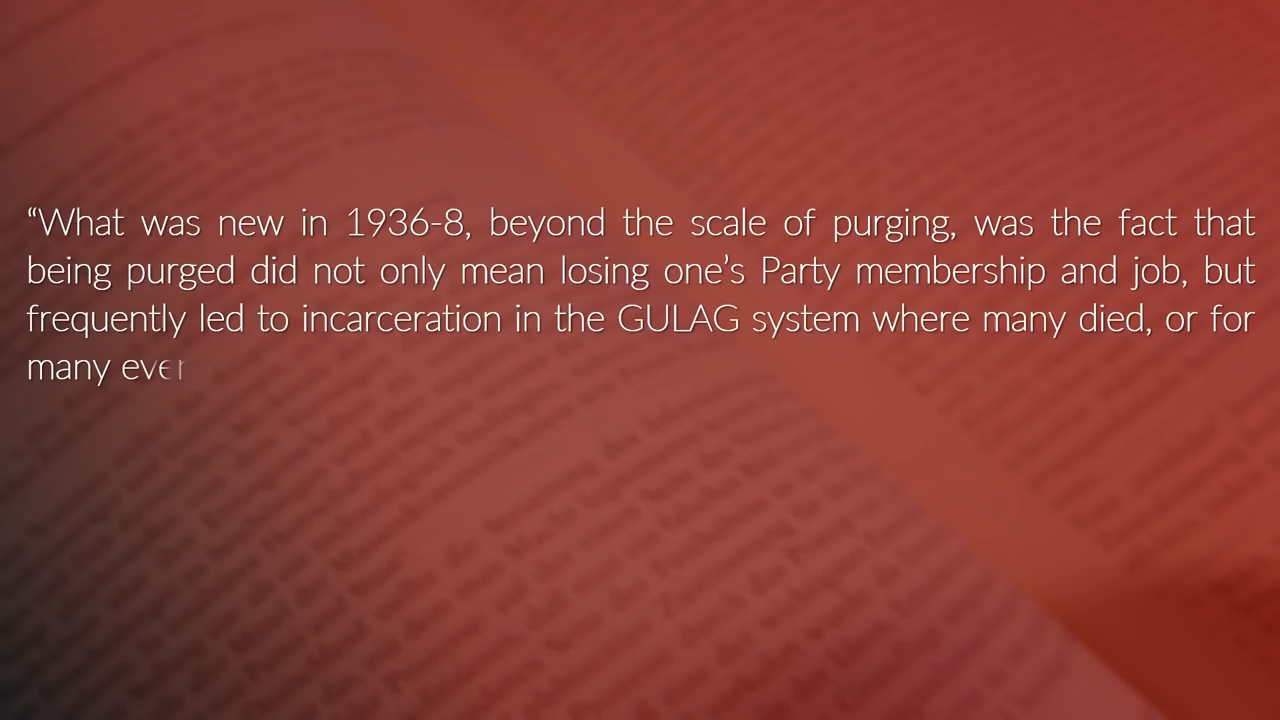 “What was new in 1936-8, beyond the scale of purging, was the fact that
being purged did not only mean losing one’s Party membership and job, but
frequently led to incarceration in the GULAG system where many died, or for
many ever